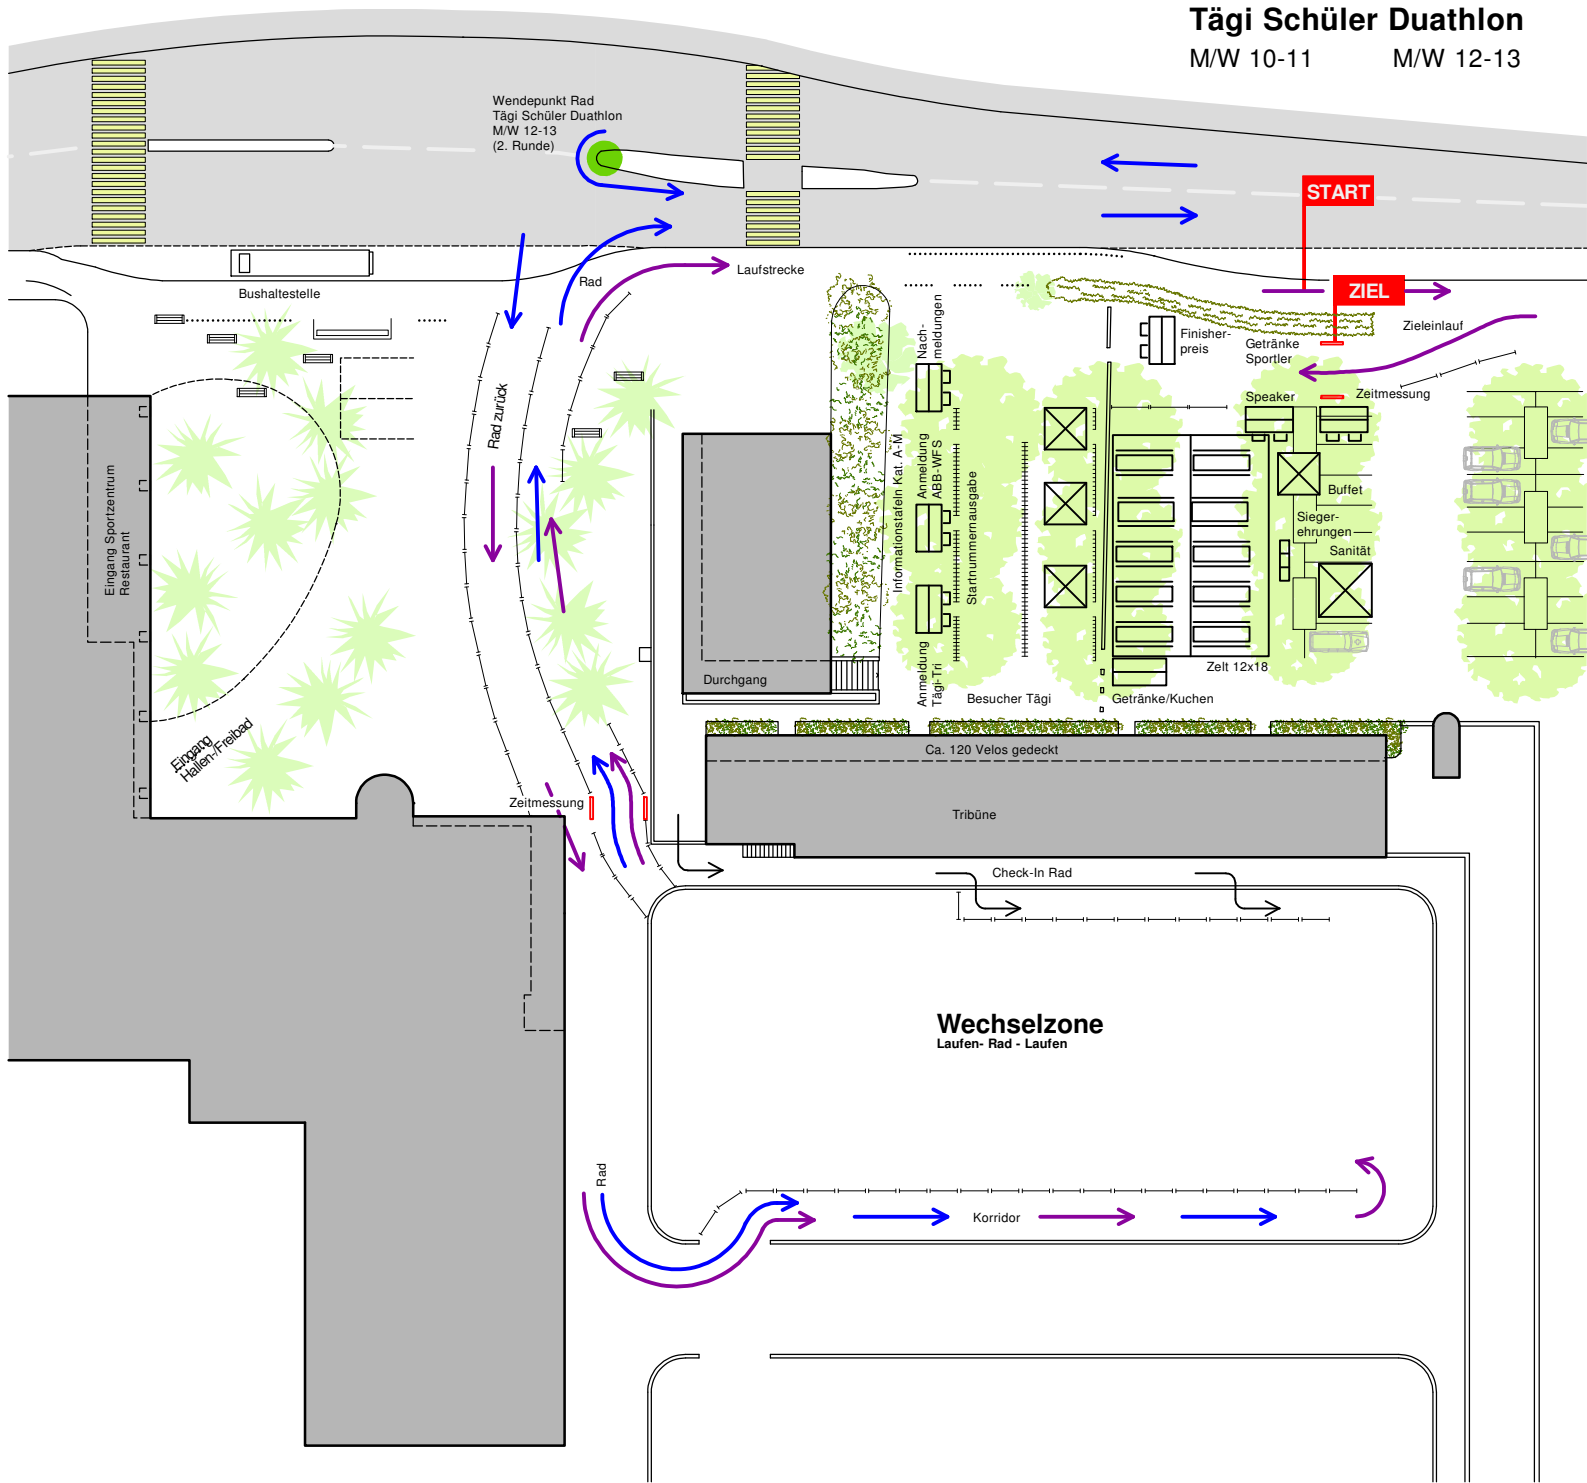 Tägi Schüler Duathlon
M/W 10-11 M/W 12-13
Wendepunkt Rad
Tägi Schüler Duathlon
M/W 12-13
(2. Runde)
START
ZIEL
Laufstrecke
Rad
Bushaltestelle
Rad zurück
Nach-
meldungen
Finisher-
preis
Getränke
Sportler
Zieleinlauf
Speaker
Zeitmessung
Eingang Sportzentrum
Restaurant
Informationstafeln Kat. A-M
Anmeldung
ABB-WFS
Startnummernausgabe
Buffet
Sieger-
ehrungen
Sanität
Durchgang
Anmeldung
Tägi-Tri
Besucher Tägi
Zelt 12x18
Getränke/Kuchen
Eingang
Hallen-/Freibad
Ca. 120 Velos gedeckt
Zeitmessung
Tribüne
Check-In Rad
Wechselzone
Laufen- Rad - Laufen
Rad
Korridor